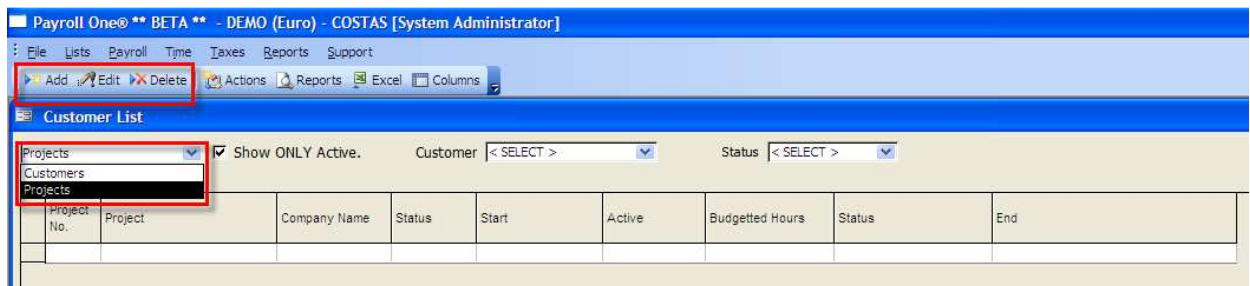 Payroll One® ** BETA ** - DEMO (Euro) - COSTAS [System Administrator]
File Lists Payroll Time Taxes Reports Support
Add Edit Delete Actions Reports Excel Columns
Customer List
Projects Show ONLY Active. Customer < SELECT > Status < SELECT >
Customers
Projects
Project No. Project Company Name Status Start Active Budgetted Hours Status End